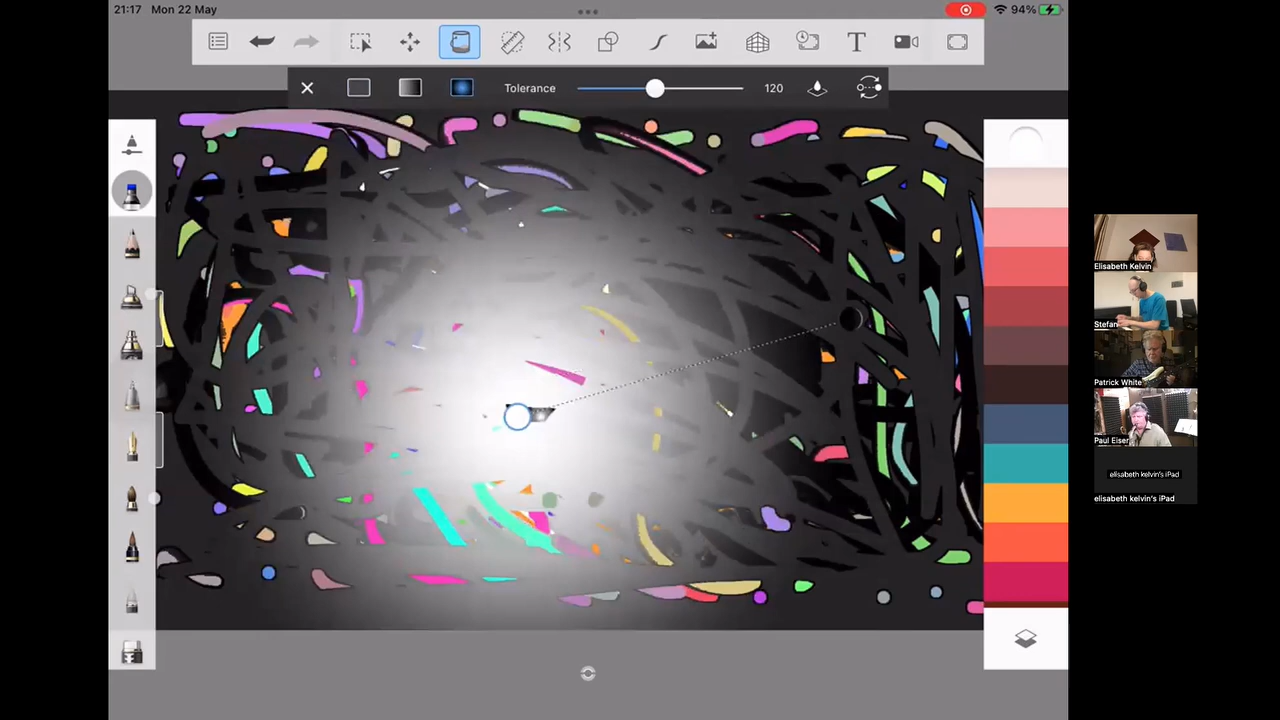 21:17 Mon 22 May
94%
T
Tolerance 120
Elisabeth Kelvin
Stefan
Patrick White
Paul Eiser
elisabeth kelvin's iPad
elisabeth kelvin's iPad